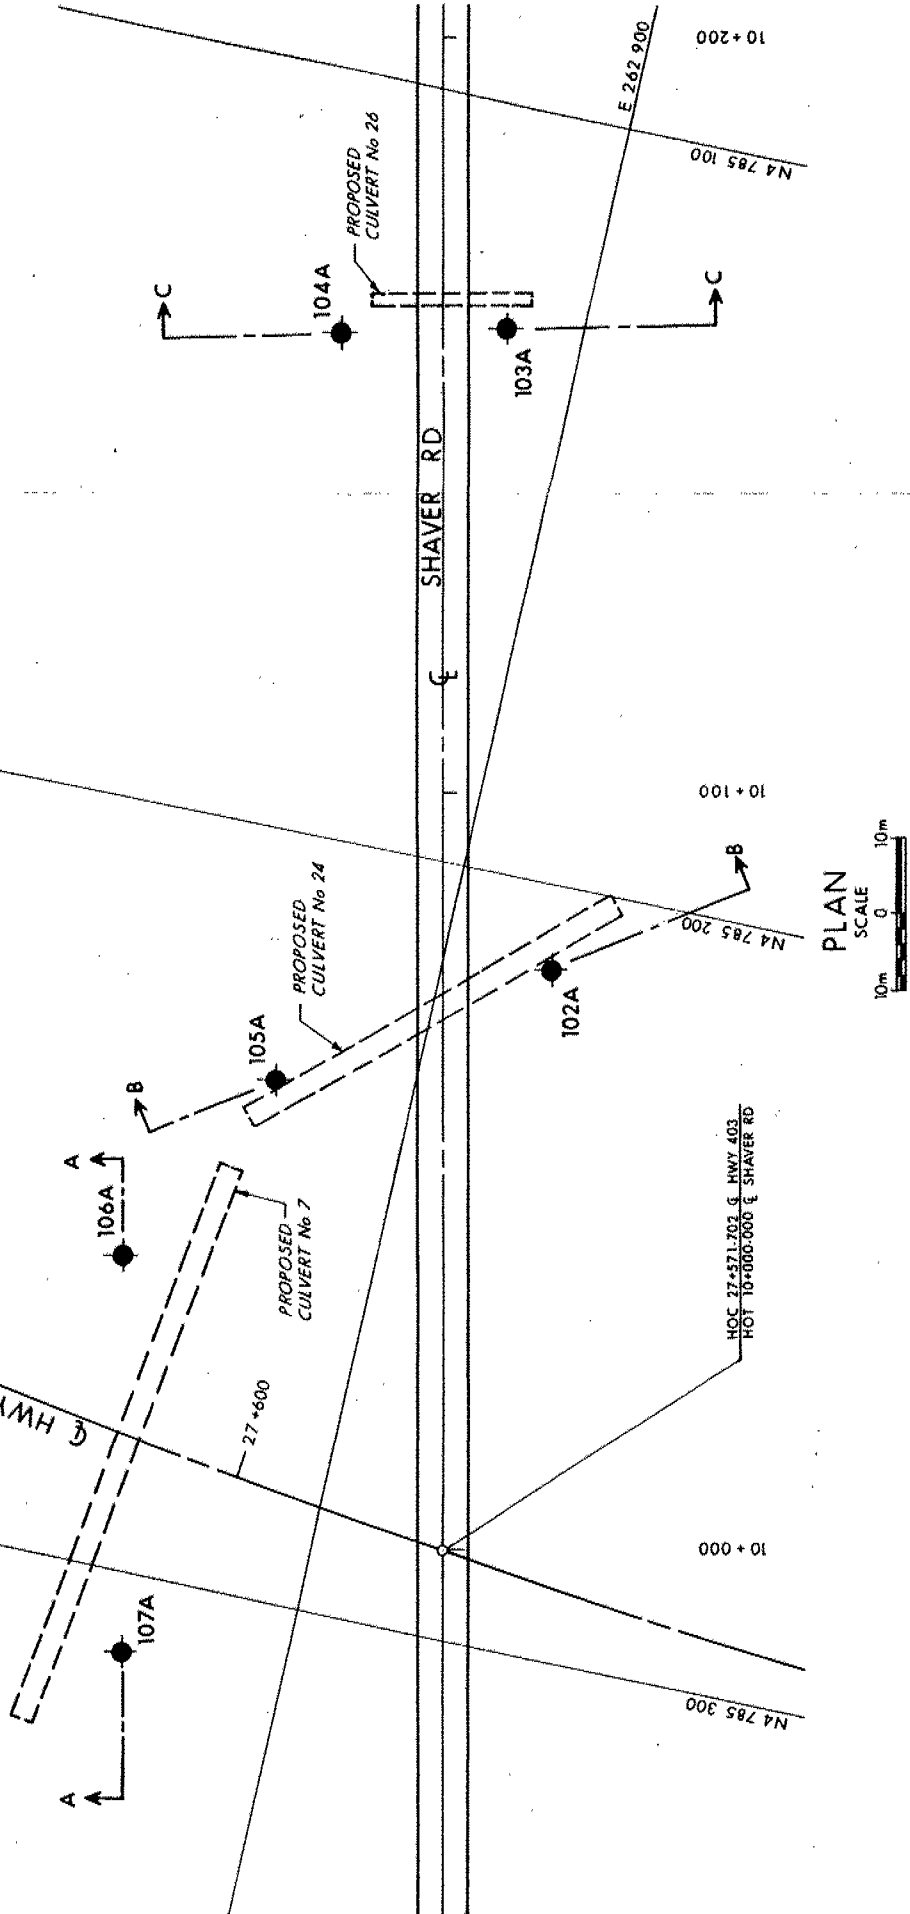 10 + 200
E 262 900
N4 785 100
PROPOSED
CULVERT No 26
C
C
104A
103A
SHAVER RD
℄
10 + 100
N4 785 200
PROPOSED
CULVERT No 24
B
B
105A
102A
PLAN
SCALE
10m 0 10m
A
106A
PROPOSED
CULVERT No 7
HOC 27+571.702 ℄ HWY 403
HOT 10+000.000 ℄ SHAVER RD
27+600
℄ HWY
10 + 000
107A
N4 785 300
A